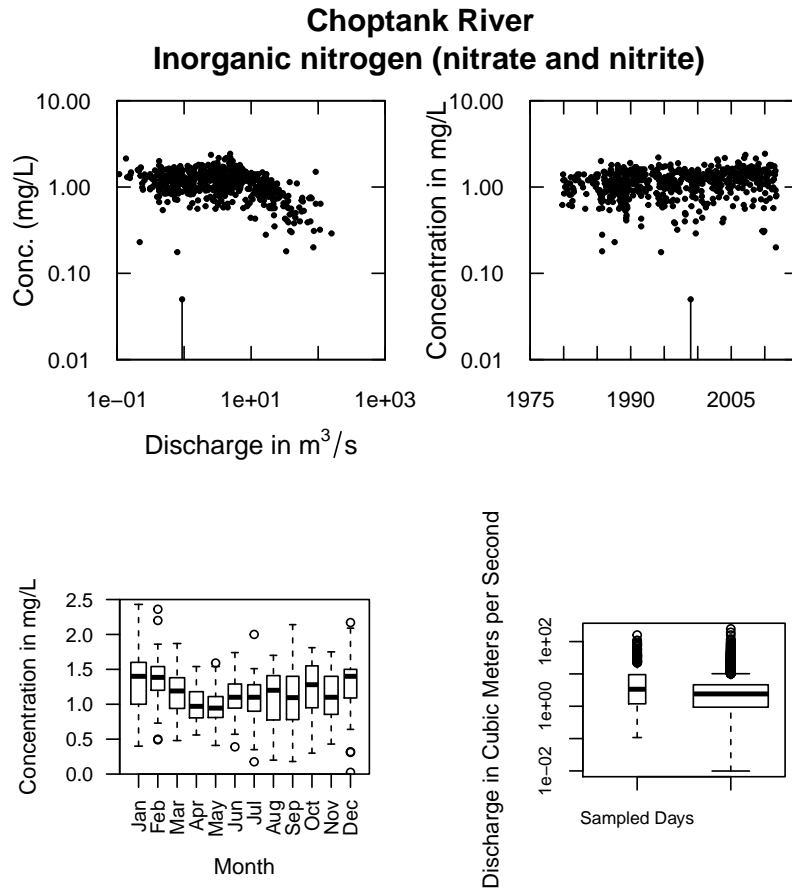 Choptank River
Inorganic nitrogen (nitrate and nitrite)
Conc. (mg/L)
10.00
1.00
0.10
0.01
1e−01
1e+01
1e+03
Discharge in m³/s
Concentration in mg/L
10.00
1.00
0.10
0.01
1975
1990
2005
Concentration in mg/L
2.5
2.0
1.5
1.0
0.5
0.0
Jan
Feb
Mar
Apr
May
Jun
Jul
Aug
Sep
Oct
Nov
Dec
Month
Discharge in Cubic Meters per Second
1e+02
1e+00
1e−02
Sampled Days